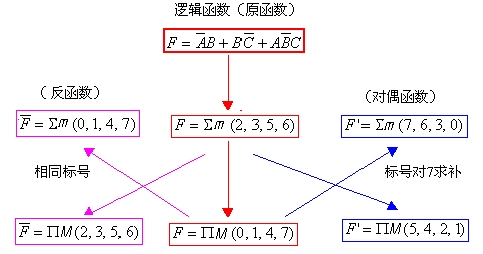 逻辑函数（原函数）
F = A̅B + BC̅ + AB̅C
（反函数）
（对偶函数）
F̅ = Σm (0,1,4,7)
F = Σm (2,3,5,6)
F' = Σm (7,6,3,0)
相同标号
标号对7求补
F̅ = ΠM (2,3,5,6)
F = ΠM (0,1,4,7)
F' = ΠM (5,4,2,1)